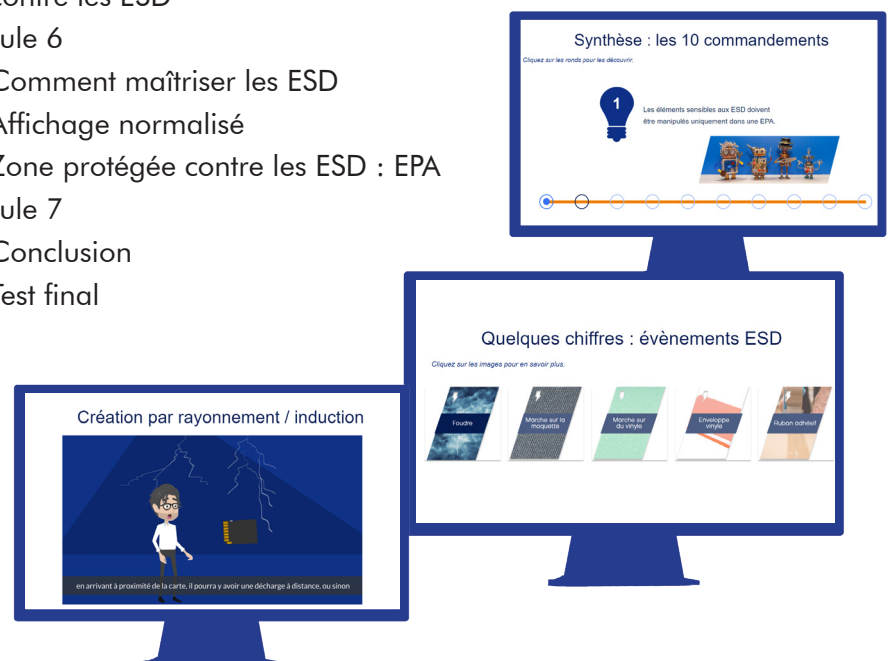 contre les ESD
ule 6
Comment maîtriser les ESD
Affichage normalisé
Zone protégée contre les ESD : EPA
ule 7
Conclusion
Test final
Synthèse : les 10 commandements
Cliquez sur les ronds pour les découvrir.
1
Les éléments sensibles aux ESD doivent
être manipulés uniquement dans une EPA.
Quelques chiffres : évènements ESD
Cliquez sur les images pour en savoir plus.
Foudre
Marche sur la
moquette
Marche sur
du vinyle
Enveloppe
vinyle
Ruban adhésif
Création par rayonnement / induction
en arrivant à proximité de la carte, il pourra y avoir une décharge à distance, ou sinon